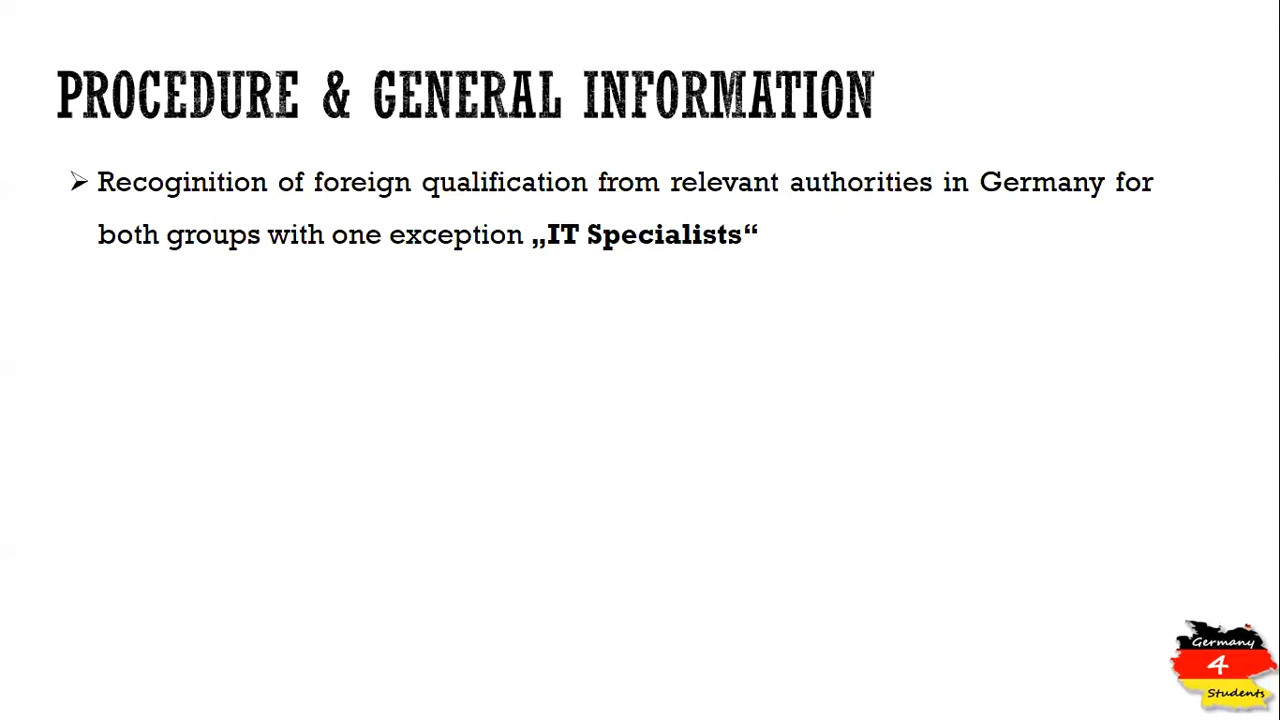 PROCEDURE & GENERAL INFORMATION
➢ Recoginition of foreign qualification from relevant authorities in Germany for
both groups with one exception „IT Specialists“
Germany
4
Students